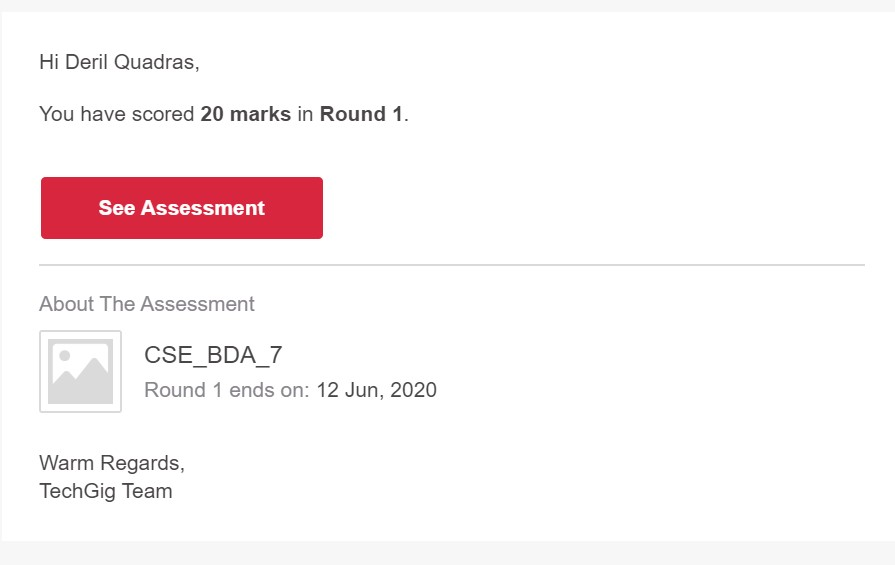 Hi Deril Quadras,
You have scored 20 marks in Round 1.
See Assessment
About The Assessment
CSE_BDA_7
Round 1 ends on: 12 Jun, 2020
Warm Regards,
TechGig Team